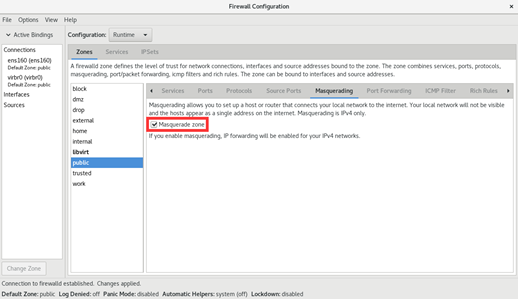 Firewall Configuration
File Options View Help
Active Bindings
Connections
ens160 (ens160)
Default Zone: public
virbr0 (virbr0)
Default Zone: public
Interfaces
Sources
Change Zone
Configuration: Runtime
Zones Services IPSets
A firewalld zone defines the level of trust for network connections, interfaces and source addresses bound to the zone. The zone combines services, ports, protocols,
masquerading, port/packet forwarding, icmp filters and rich rules. The zone can be bound to interfaces and source addresses.
block
dmz
drop
external
home
internal
libvirt
public
trusted
work
Services Ports Protocols Source Ports Masquerading Port Forwarding ICMP Filter Rich Rules
Masquerading allows you to set up a host or router that connects your local network to the internet. Your local network will not be visible
and the hosts appear as a single address on the internet. Masquerading is IPv4 only.
Masquerade zone
If you enable masquerading, IP forwarding will be enabled for your IPv4 networks.
Connection to firewalld established. Changes applied.
Default Zone: public Log Denied: off Panic Mode: disabled Automatic Helpers: system (off) Lockdown: disabled